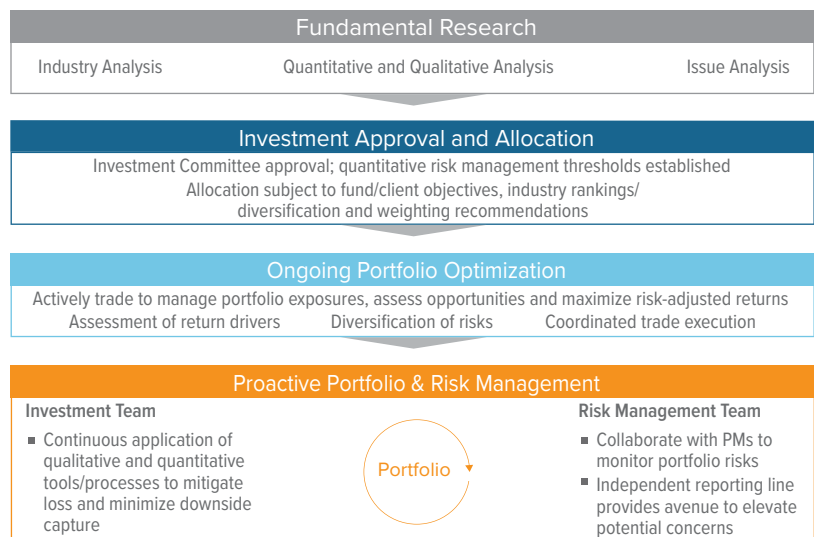 Fundamental Research
Industry Analysis Quantitative and Qualitative Analysis Issue Analysis
Investment Approval and Allocation
Investment Committee approval; quantitative risk management thresholds established
Allocation subject to fund/client objectives, industry rankings/
diversification and weighting recommendations
Ongoing Portfolio Optimization
Actively trade to manage portfolio exposures, assess opportunities and maximize risk-adjusted returns
Assessment of return drivers Diversification of risks Coordinated trade execution
Proactive Portfolio & Risk Management
Investment Team
■ Continuous application of
qualitative and quantitative
tools/processes to mitigate
loss and minimize downside
capture
Portfolio
Risk Management Team
■ Collaborate with PMs to
monitor portfolio risks
■ Independent reporting line
provides avenue to elevate
potential concerns